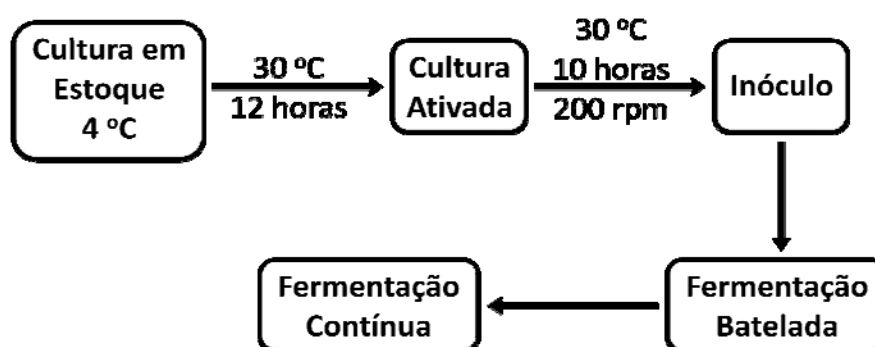 Cultura em
Estoque
4 ºC
30 ºC
12 horas
Cultura
Ativada
30 ºC
10 horas
200 rpm
Inóculo
Fermentação
Batelada
Fermentação
Contínua